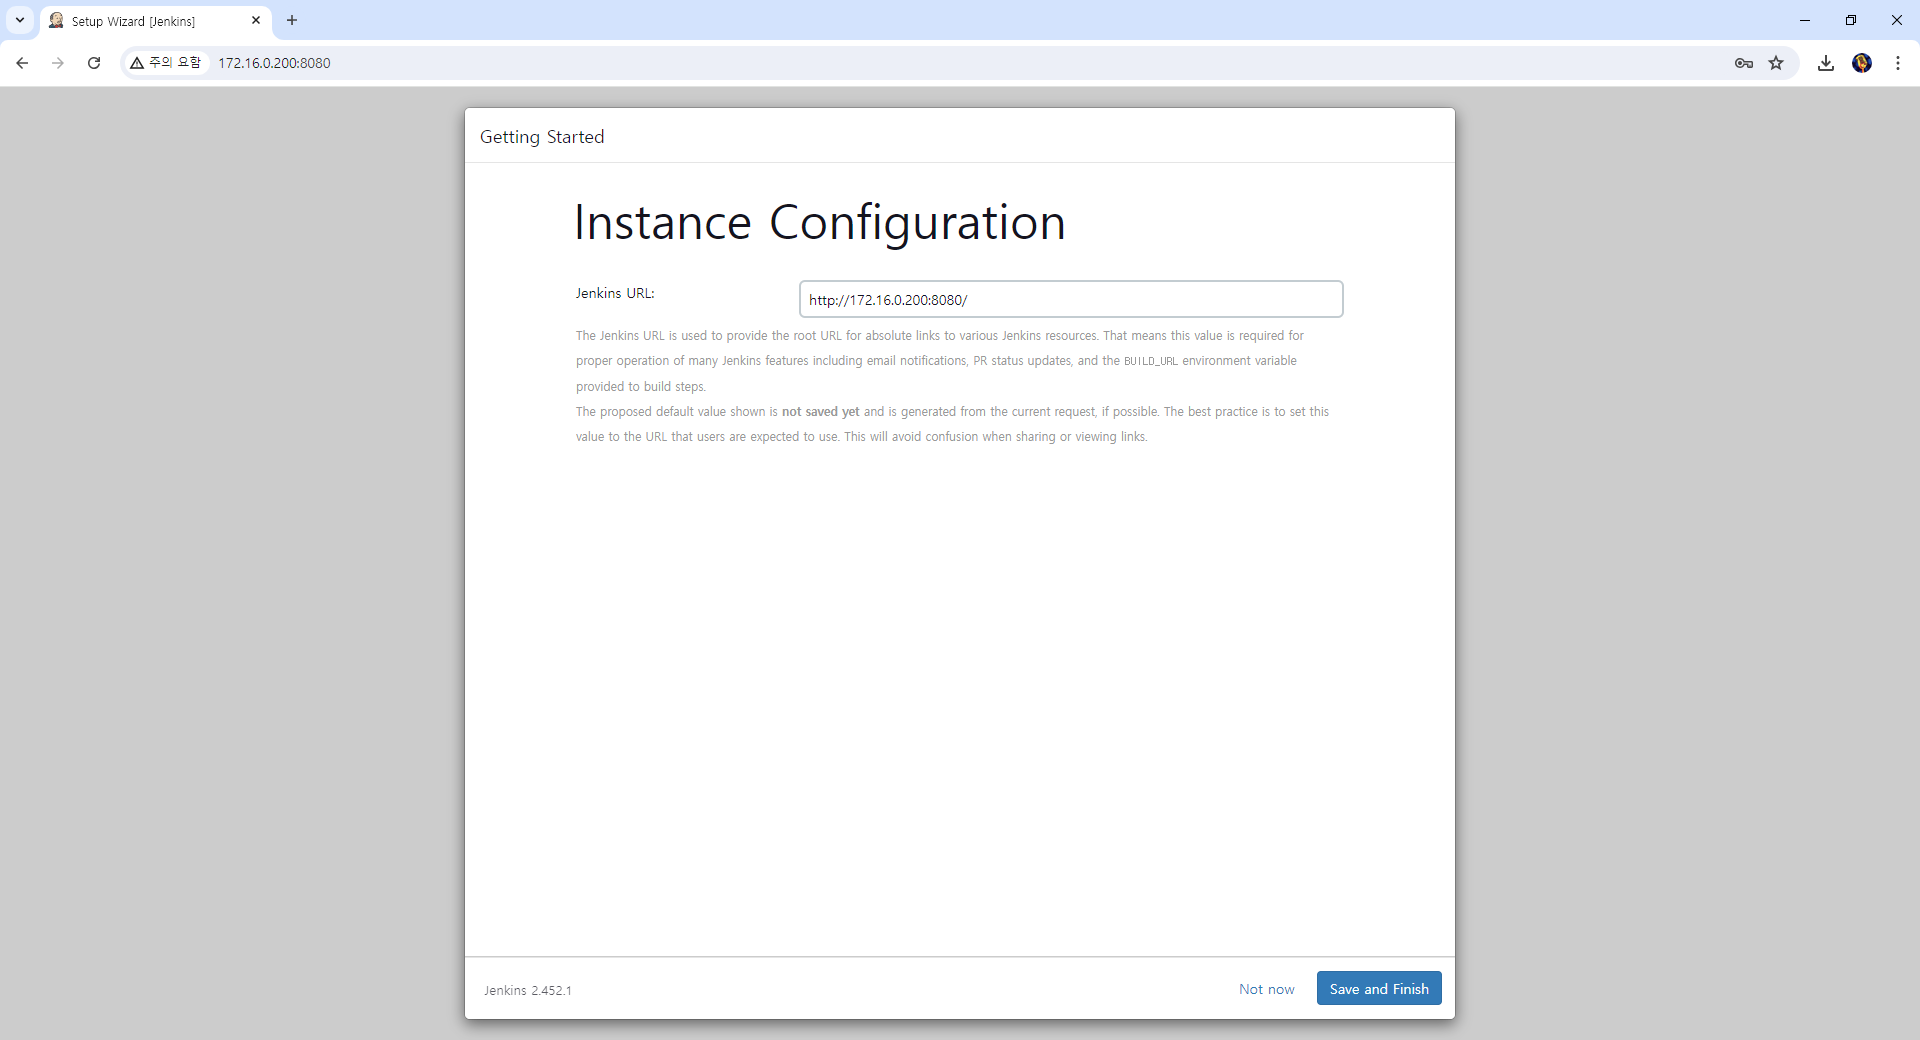 Setup Wizard [Jenkins]
주의 요함
172.16.0.200:8080
Getting Started
Instance Configuration
Jenkins URL:
http://172.16.0.200:8080/
The Jenkins URL is used to provide the root URL for absolute links to various Jenkins resources. That means this value is required for
proper operation of many Jenkins features including email notifications, PR status updates, and the BUILD_URL environment variable
provided to build steps.
The proposed default value shown is not saved yet and is generated from the current request, if possible. The best practice is to set this
value to the URL that users are expected to use. This will avoid confusion when sharing or viewing links.
Jenkins 2.452.1
Not now
Save and Finish